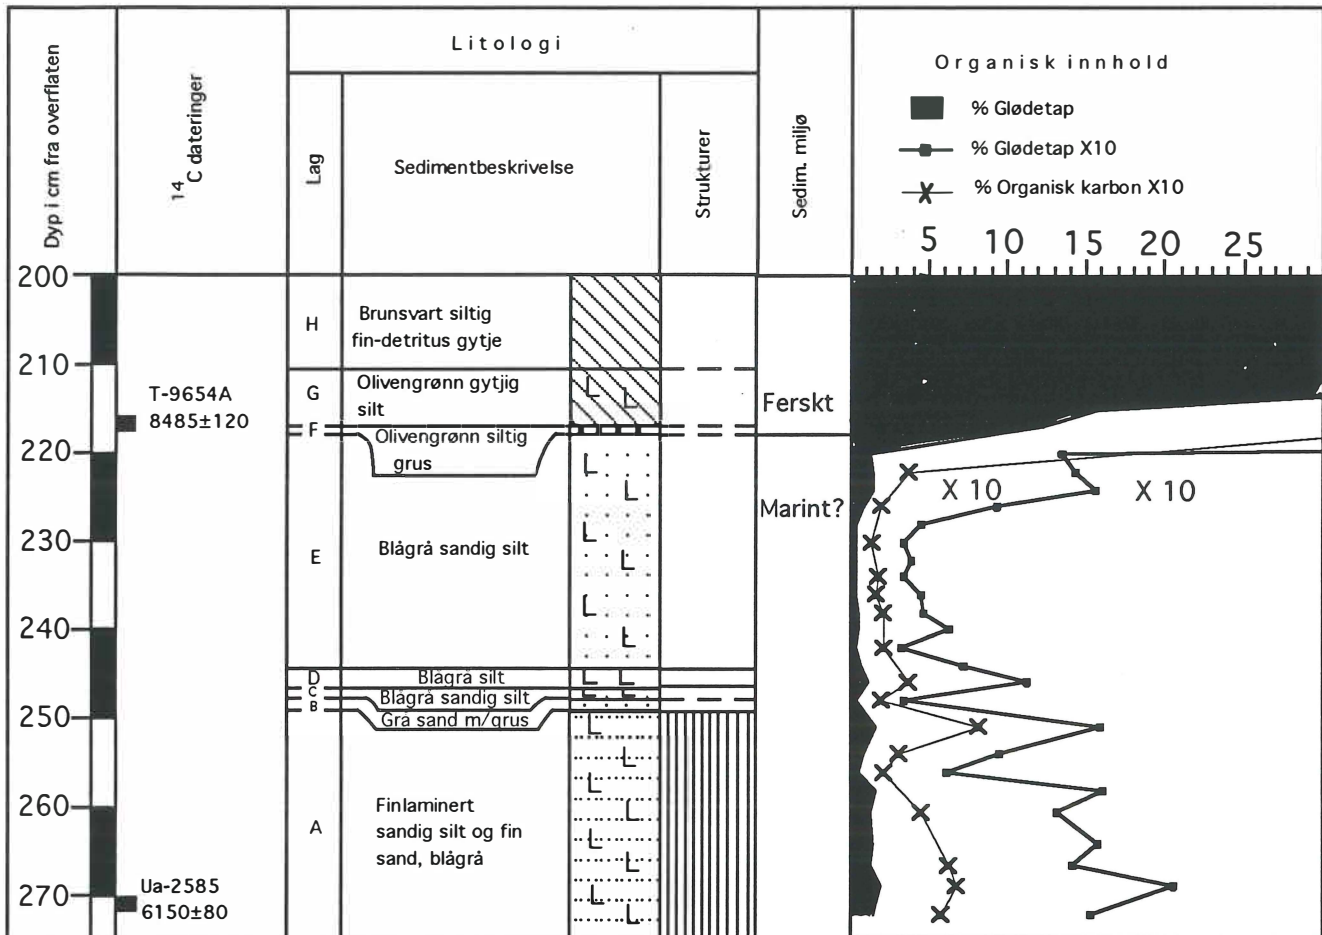 Litologi
Organisk innhold
Dyp i cm fra overflaten
14C dateringer
Lag
Sedimentbeskrivelse
Strukturer
Sedim. miljø
% Glødetap
% Glødetap X10
% Organisk karbon X10
5 10 15 20 25
200
H
Brunsvart siltig
fin-detritus gytje
210
T-9654A
8485±120
G
Olivengrønn gytjig
silt
Ferskt
F
Olivengrønn siltig
grus
220
X 10
X 10
Marint?
230
E
Blågrå sandig silt
240
D
Blågrå silt
C
Blågrå sandig silt
B
Grå sand m/grus
250
260
A
Finlaminert
sandig silt og fin
sand, blågrå
270
Ua-2585
6150±80
L L
L
L
L
L
L
L
L L
L L
L
L
L
L
L
L
L
L